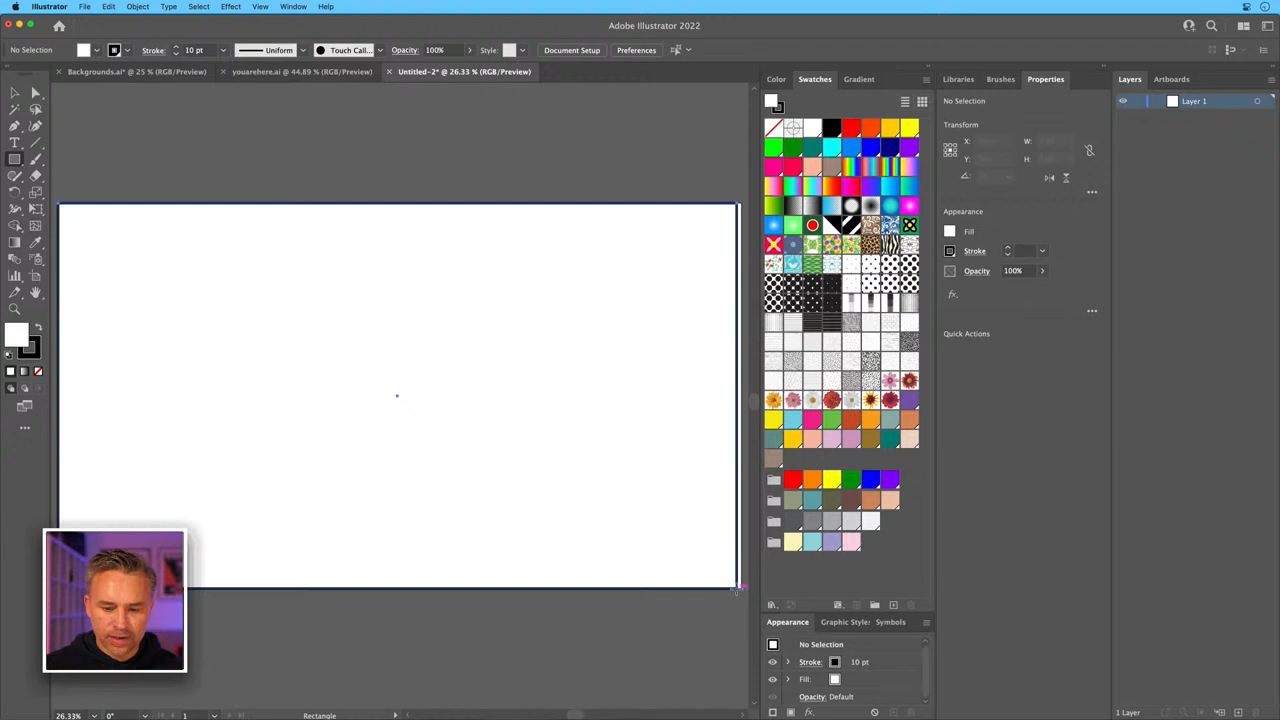 Illustrator File Edit Object Type Select Effect View Window Help
Adobe Illustrator 2022
No Selection Stroke: 10 pt Uniform Touch Call... Opacity: 100% Style: Document Setup Preferences
× Backgrounds.ai* @ 25 % (RGB/Preview) × youarehere.ai @ 44.89 % (RGB/Preview) × Untitled-2* @ 26.33 % (RGB/Preview)
Color Swatches Gradient
Libraries Brushes Properties
Layers Artboards
No Selection
Layer 1
Transform
X: W:
Y: H:
Appearance
Fill
Stroke
Opacity 100%
fx.
Quick Actions
Appearance Graphic Style: Symbols
No Selection
Stroke: 10 pt
Fill:
Opacity: Default
fx.
26.33% 0° 1 Rectangle
1 Layer